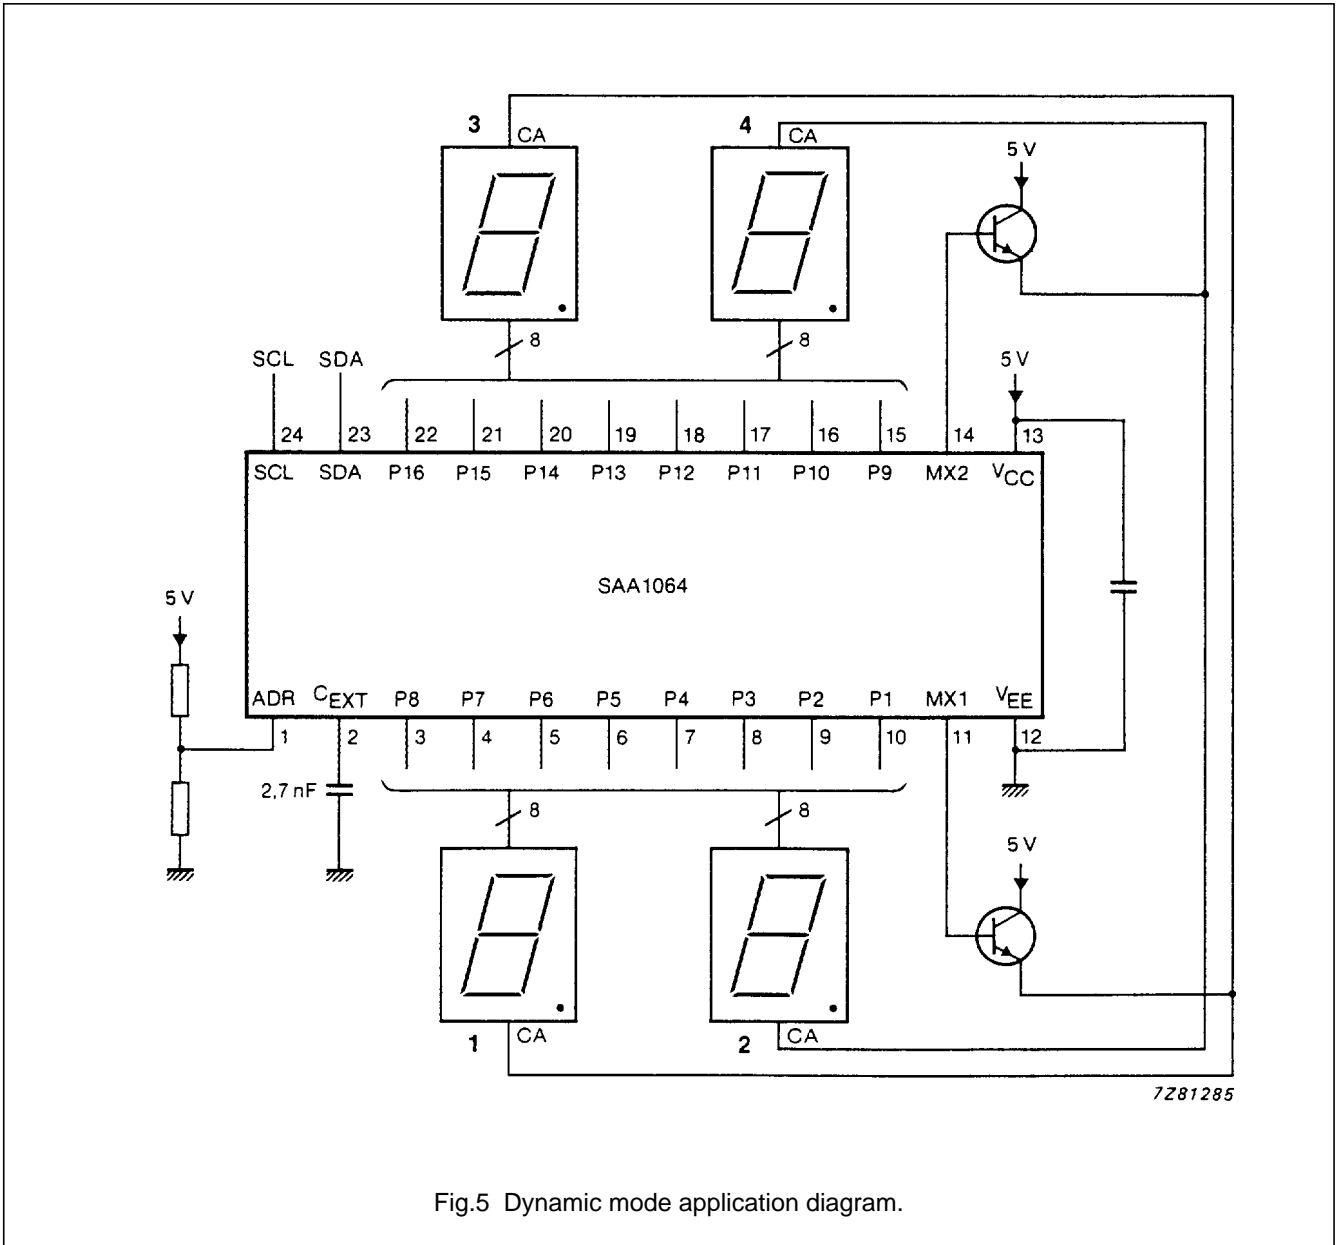 3 CA 4 CA
5 V
8 8
SCL SDA 5 V
24 23 22 21 20 19 18 17 16 15 14 13
SCL SDA P16 P15 P14 P13 P12 P11 P10 P9 MX2 VCC
SAA1064
5 V
ADR CEXT P8 P7 P6 P5 P4 P3 P2 P1 MX1 VEE
1 2 3 4 5 6 7 8 9 10 11 12
2,7 nF
8 8
5 V
1 CA 2 CA
7Z81285
Fig.5 Dynamic mode application diagram.